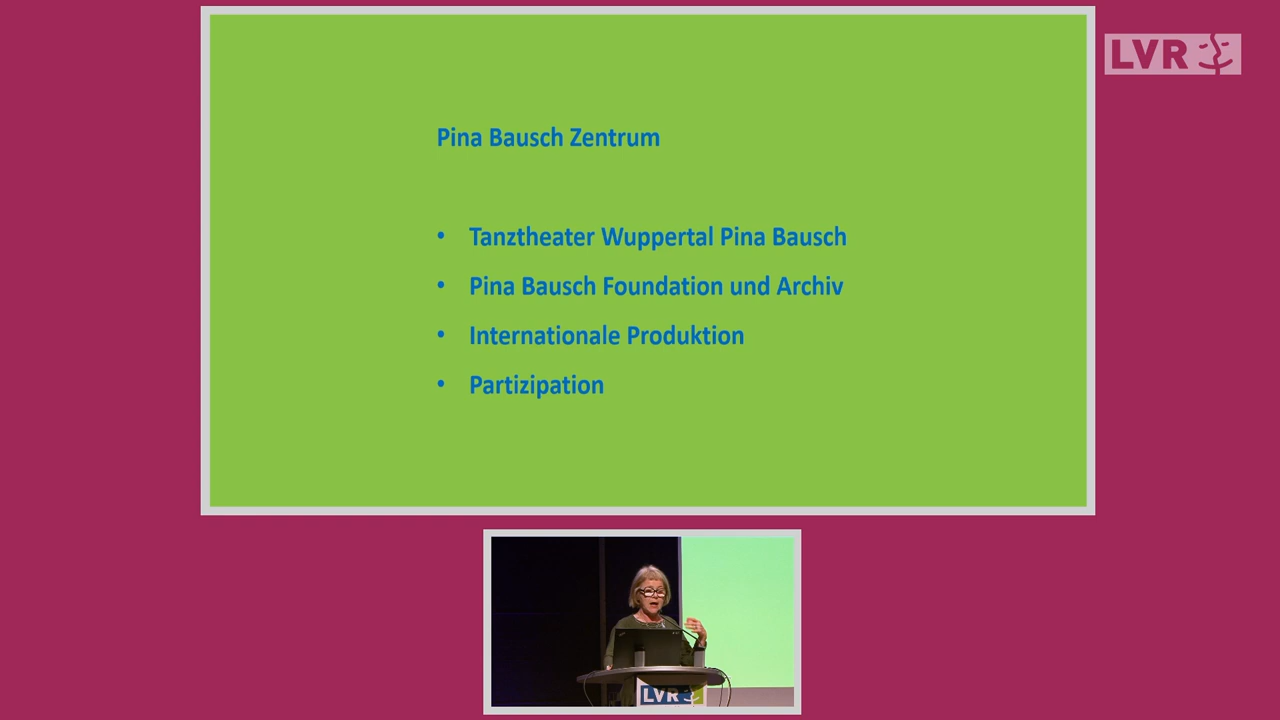 LVR
Pina Bausch Zentrum
• Tanztheater Wuppertal Pina Bausch
• Pina Bausch Foundation und Archiv
• Internationale Produktion
• Partizipation
LVR